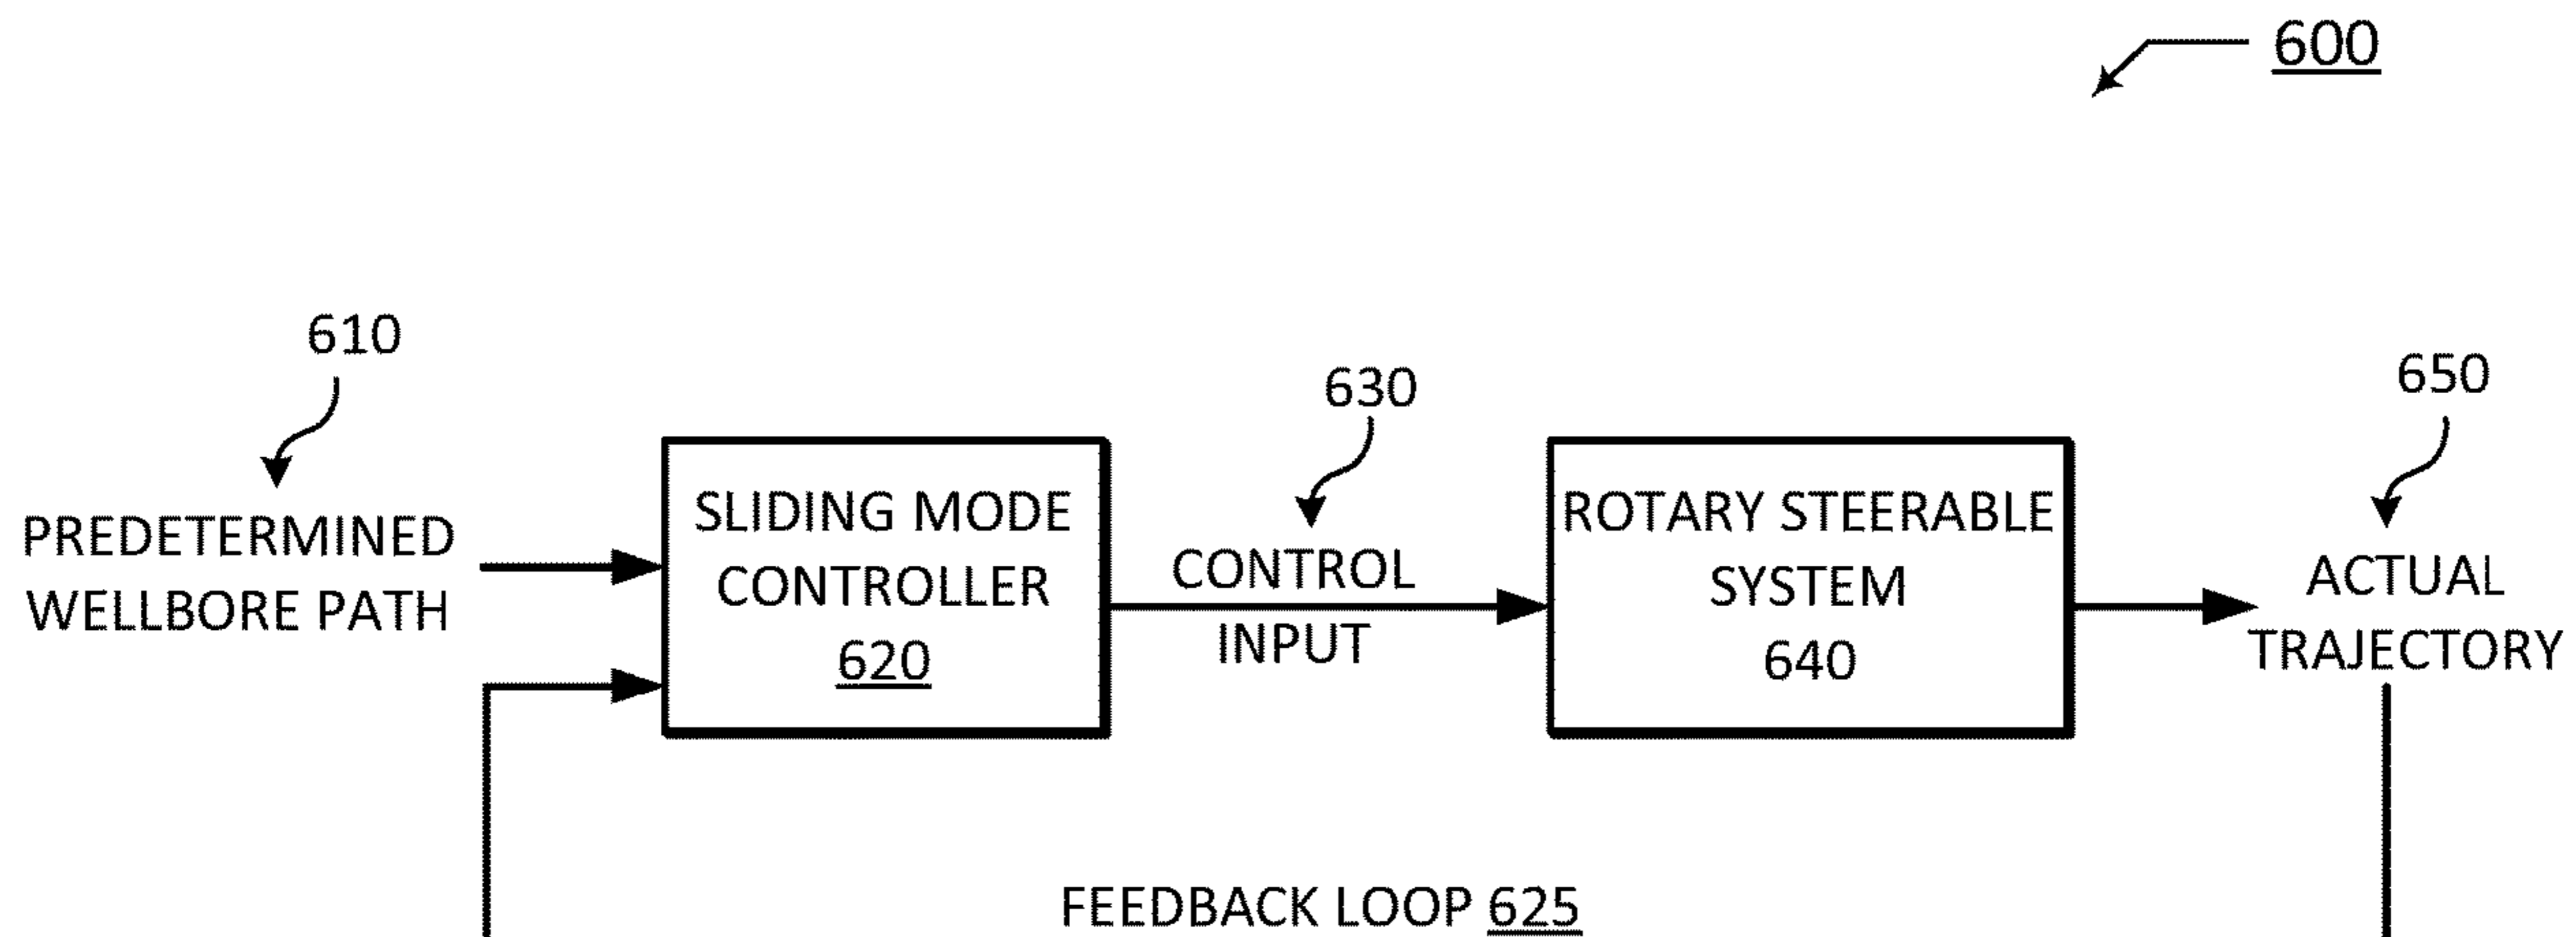 600
610
PREDETERMINED
WELLBORE PATH
SLIDING MODE
CONTROLLER
620
630
CONTROL
INPUT
ROTARY STEERABLE
SYSTEM
640
650
ACTUAL
TRAJECTORY
FEEDBACK LOOP 625